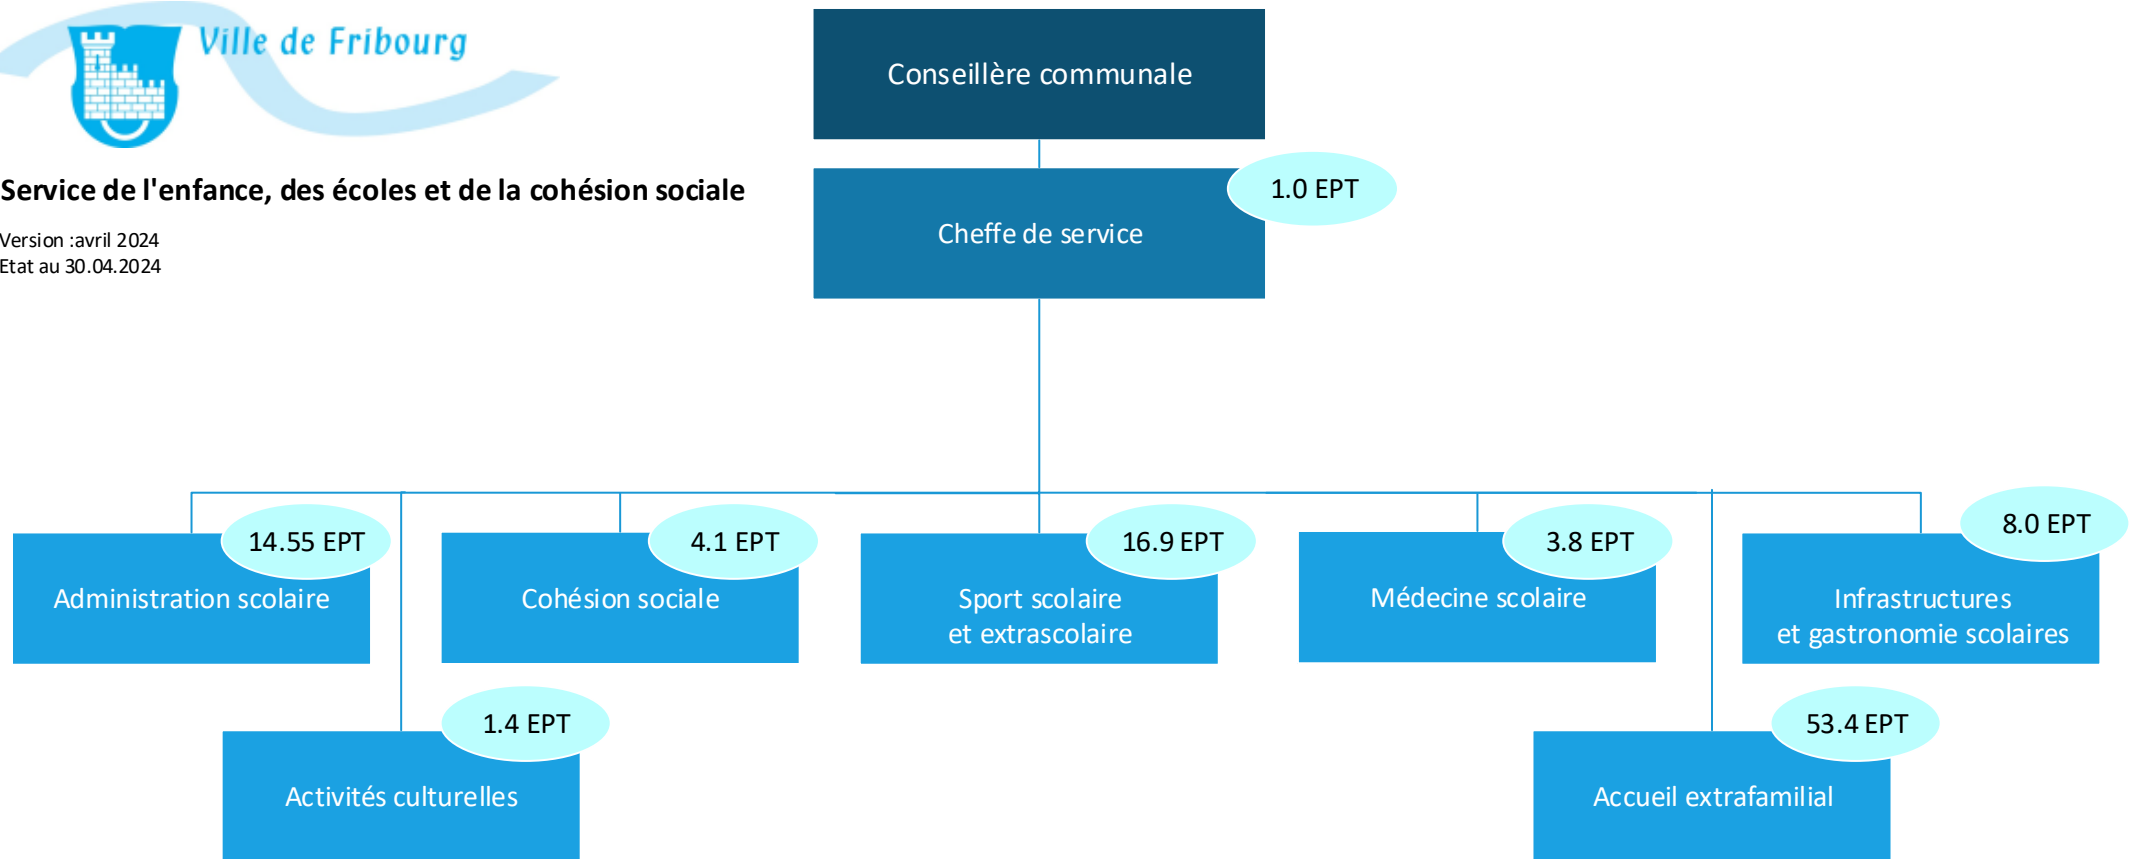 Ville de Fribourg
Conseillère communale
Service de l'enfance, des écoles et de la cohésion sociale
1.0 EPT
Cheffe de service
Version :avril 2024
Etat au 30.04.2024
14.55 EPT
Administration scolaire
4.1 EPT
Cohésion sociale
16.9 EPT
Sport scolaire
et extrascolaire
3.8 EPT
Médecine scolaire
8.0 EPT
Infrastructures
et gastronomie scolaires
1.4 EPT
Activités culturelles
53.4 EPT
Accueil extrafamilial